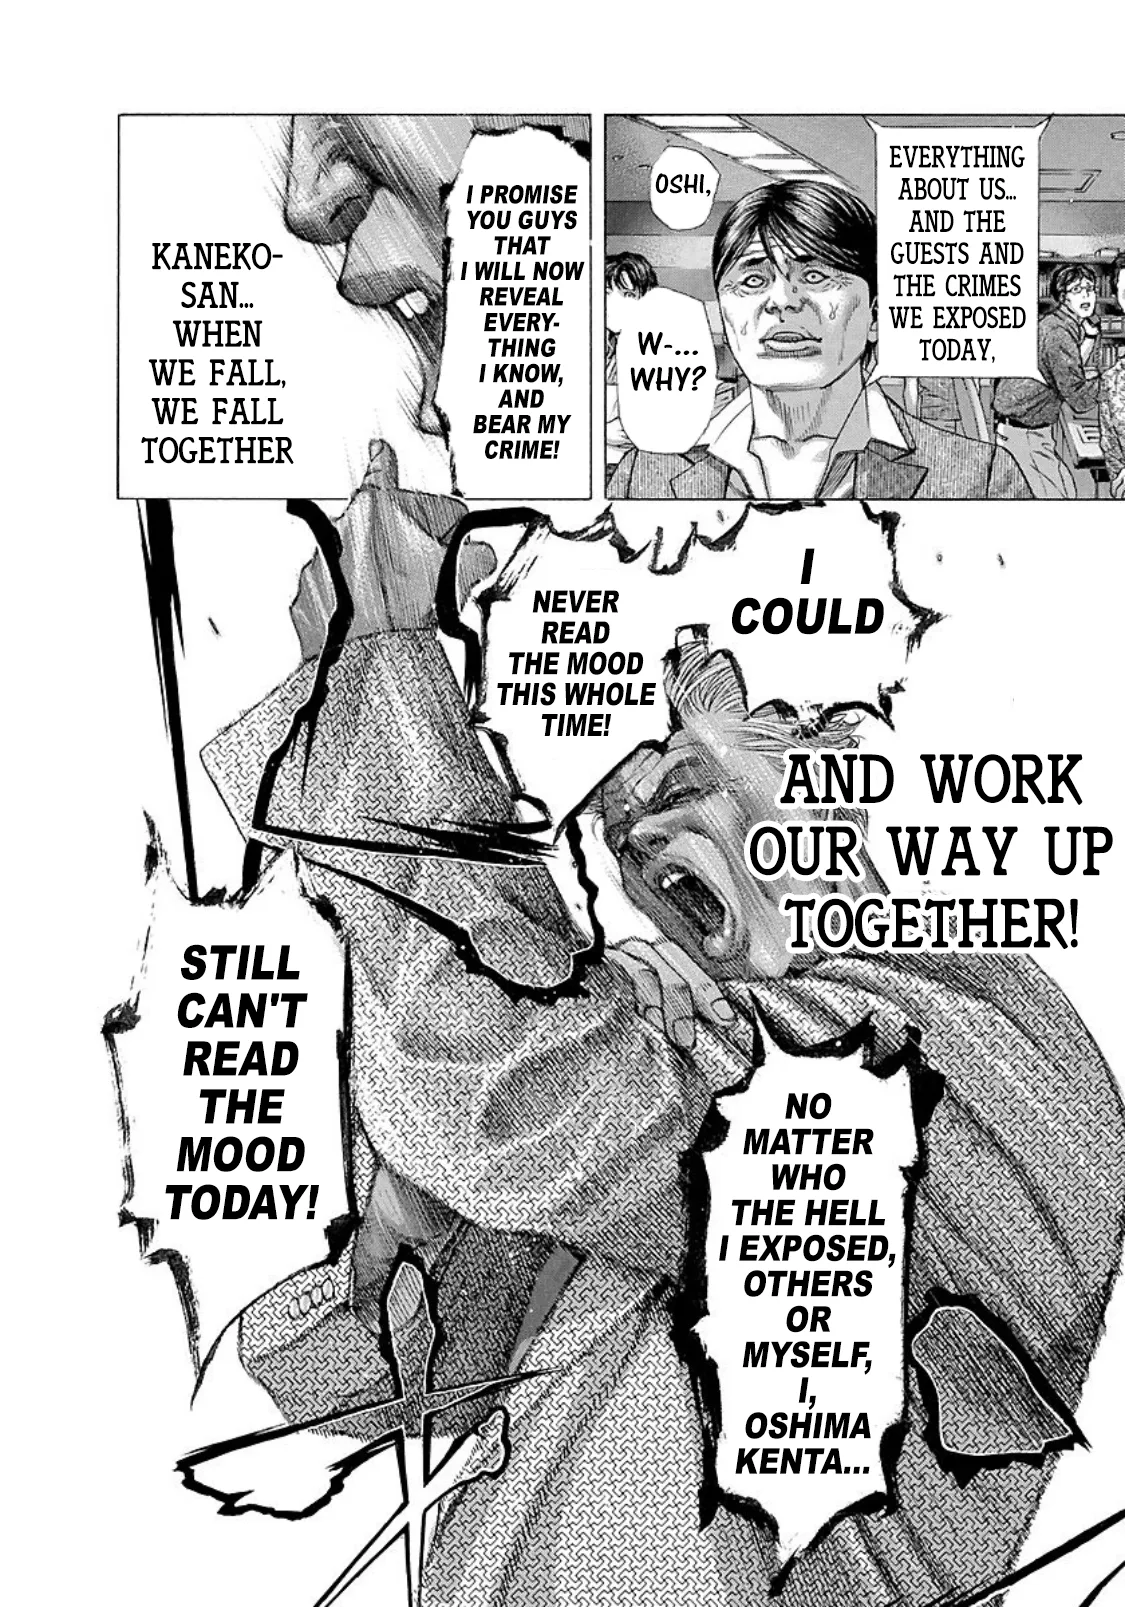 EVERYTHING
ABOUT US...
AND THE
GUESTS AND
THE CRIMES
WE EXPOSED
TODAY,
OSHI,
W-...
WHY?
I PROMISE
YOU GUYS
THAT
I WILL NOW
REVEAL
EVERY-
THING
I KNOW,
AND
BEAR MY
CRIME!
KANEKO-
SAN...
WHEN
WE FALL,
WE FALL
TOGETHER
I
COULD
NEVER
READ
THE MOOD
THIS WHOLE
TIME!
AND WORK
OUR WAY UP
TOGETHER!
STILL
CAN'T
READ
THE
MOOD
TODAY!
NO
MATTER
WHO
THE HELL
I EXPOSED,
OTHERS
OR
MYSELF,
I,
OSHIMA
KENTA...